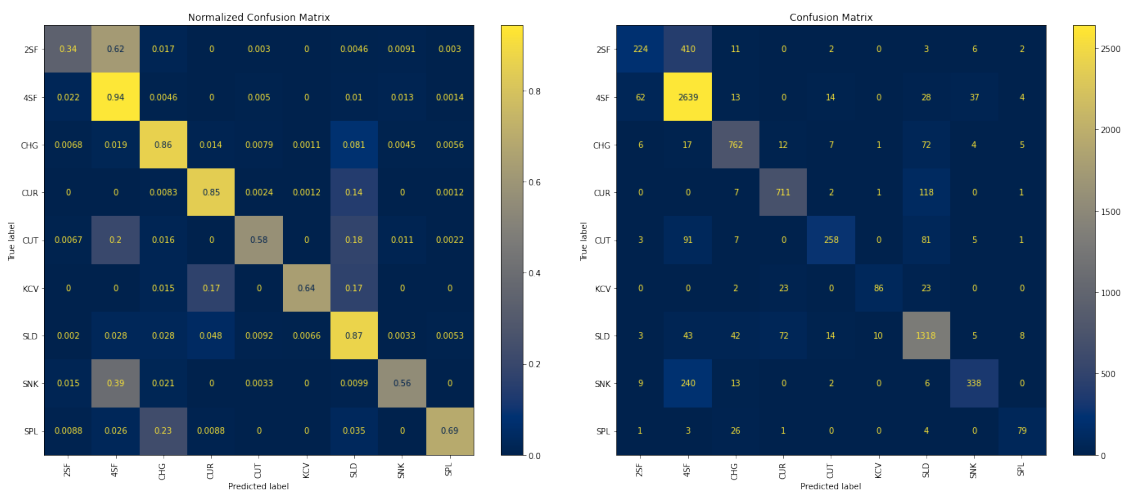 Normalized Confusion Matrix
2SF 0.34 0.62 0.017 0 0.003 0 0.0046 0.0091 0.003
4SF 0.022 0.94 0.0046 0 0.005 0 0.01 0.013 0.0014
CHG 0.0068 0.019 0.86 0.014 0.0079 0.0011 0.081 0.0045 0.0056
CUR 0 0 0.0083 0.85 0.0024 0.0012 0.14 0 0.0012
CUT 0.0067 0.2 0.016 0 0.58 0 0.18 0.011 0.0022
KCV 0 0 0.015 0.17 0 0.64 0.17 0 0
SLD 0.002 0.028 0.028 0.048 0.0092 0.0066 0.87 0.0033 0.0053
SNK 0.015 0.39 0.021 0 0.0033 0 0.0099 0.56 0
SPL 0.0088 0.026 0.23 0.0088 0 0 0.035 0 0.69
True label
2SF 4SF CHG CUR CUT KCV SLD SNK SPL
Predicted label
0.8
0.6
0.4
0.2
0.0
Confusion Matrix
2SF 224 410 11 0 2 0 3 6 2
4SF 62 2639 13 0 14 0 28 37 4
CHG 6 17 762 12 7 1 72 4 5
CUR 0 0 7 711 2 1 118 0 1
CUT 3 91 7 0 258 0 81 5 1
KCV 0 0 2 23 0 86 23 0 0
SLD 3 43 42 72 14 10 1318 5 8
SNK 9 240 13 0 2 0 6 338 0
SPL 1 3 26 1 0 0 4 0 79
True label
2SF 4SF CHG CUR CUT KCV SLD SNK SPL
Predicted label
2500
2000
1500
1000
500
0